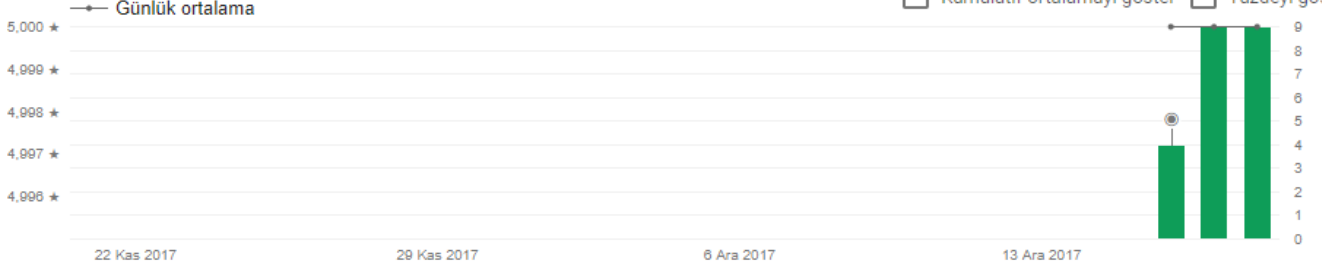 Günlük ortalama
5,000 ★ 9
8
4,999 ★ 7
4,998 ★ 6
5
4,997 ★ 4
3
4,996 ★ 2
1
0
22 Kas 2017 29 Kas 2017 6 Ara 2017 13 Ara 2017